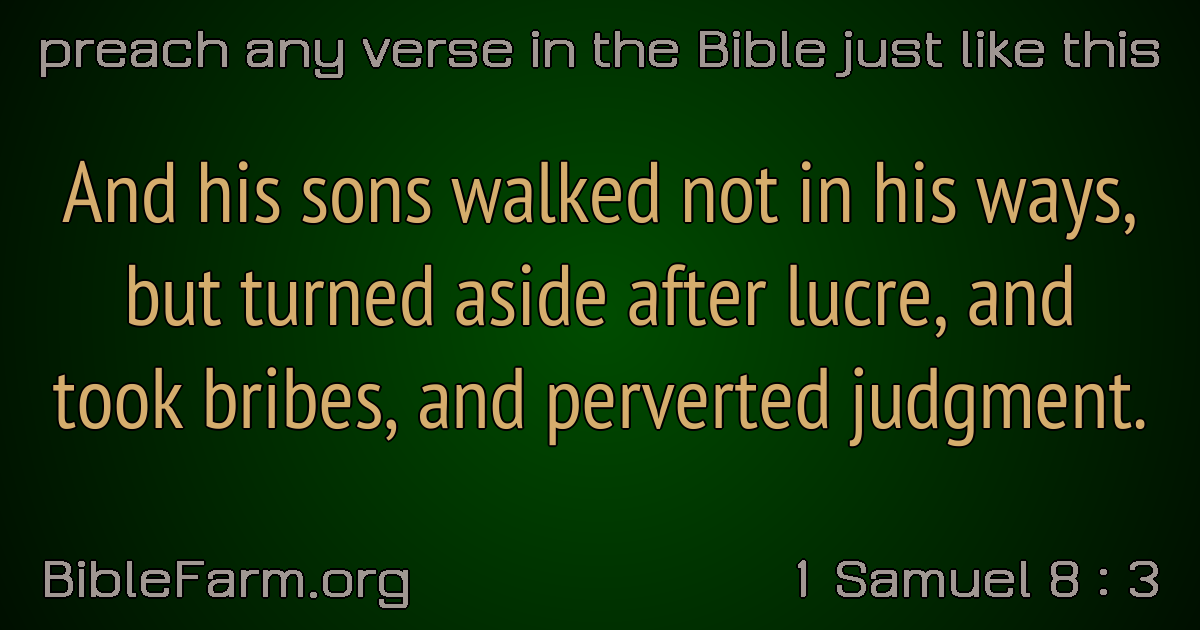 preach any verse in the Bible just like this
And his sons walked not in his ways,
but turned aside after lucre, and
took bribes, and perverted judgment.
BibleFarm.org
1 Samuel 8 : 3